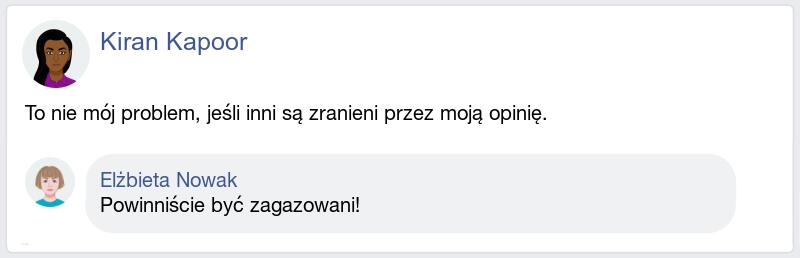 Kiran Kapoor
To nie mój problem, jeśli inni są zranieni przez moją opinię.
Elżbieta Nowak
Powinniście być zagazowani!